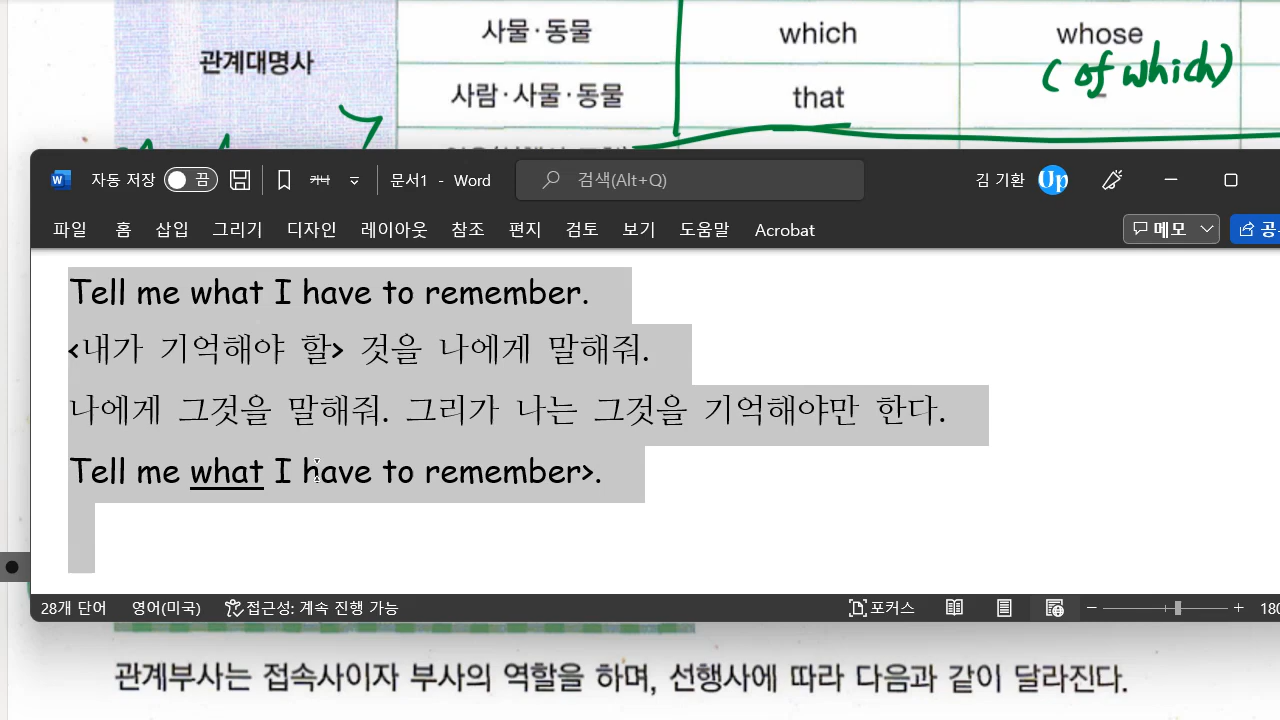 사물·동물 which whose
관계대명사
(of which)
사람·사물·동물 that -
자동 저장 끔 가나 문서1 - Word 검색(Alt+Q) 김 기환 Up
파일 홈 삽입 그리기 디자인 레이아웃 참조 편지 검토 보기 도움말 Acrobat 메모
Tell me what I have to remember.
<내가 기억해야 할> 것을 나에게 말해줘.
나에게 그것을 말해줘. 그리가 나는 그것을 기억해야만 한다.
Tell me what I have to remember>.
28개 단어 영어(미국) 접근성: 계속 진행 가능 포커스
관계부사는 접속사이자 부사의 역할을 하며, 선행사에 따라 다음과 같이 달라진다.